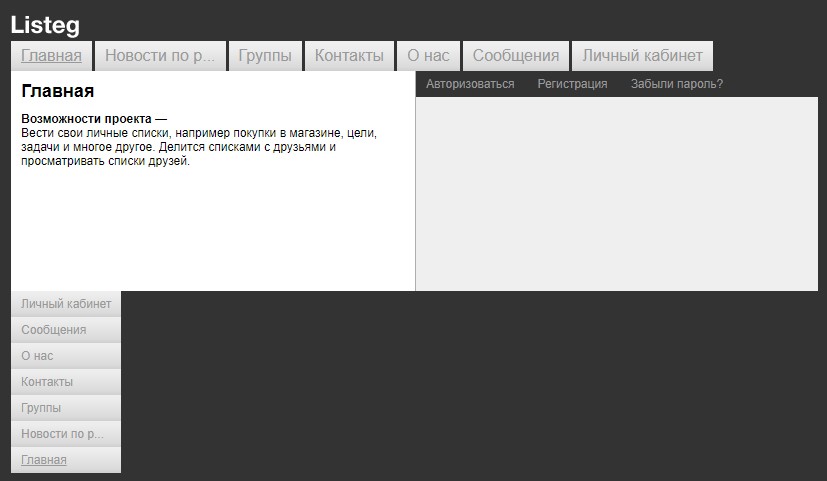 Listeg
Главная Новости по р... Группы Контакты О нас Сообщения Личный кабинет
Главная
Авторизоваться Регистрация Забыли пароль?
Возможности проекта —
Вести свои личные списки, например покупки в магазине, цели,
задачи и многое другое. Делится списками с друзьями и
просматривать списки друзей.
Личный кабинет
Сообщения
О нас
Контакты
Группы
Новости по р...
Главная